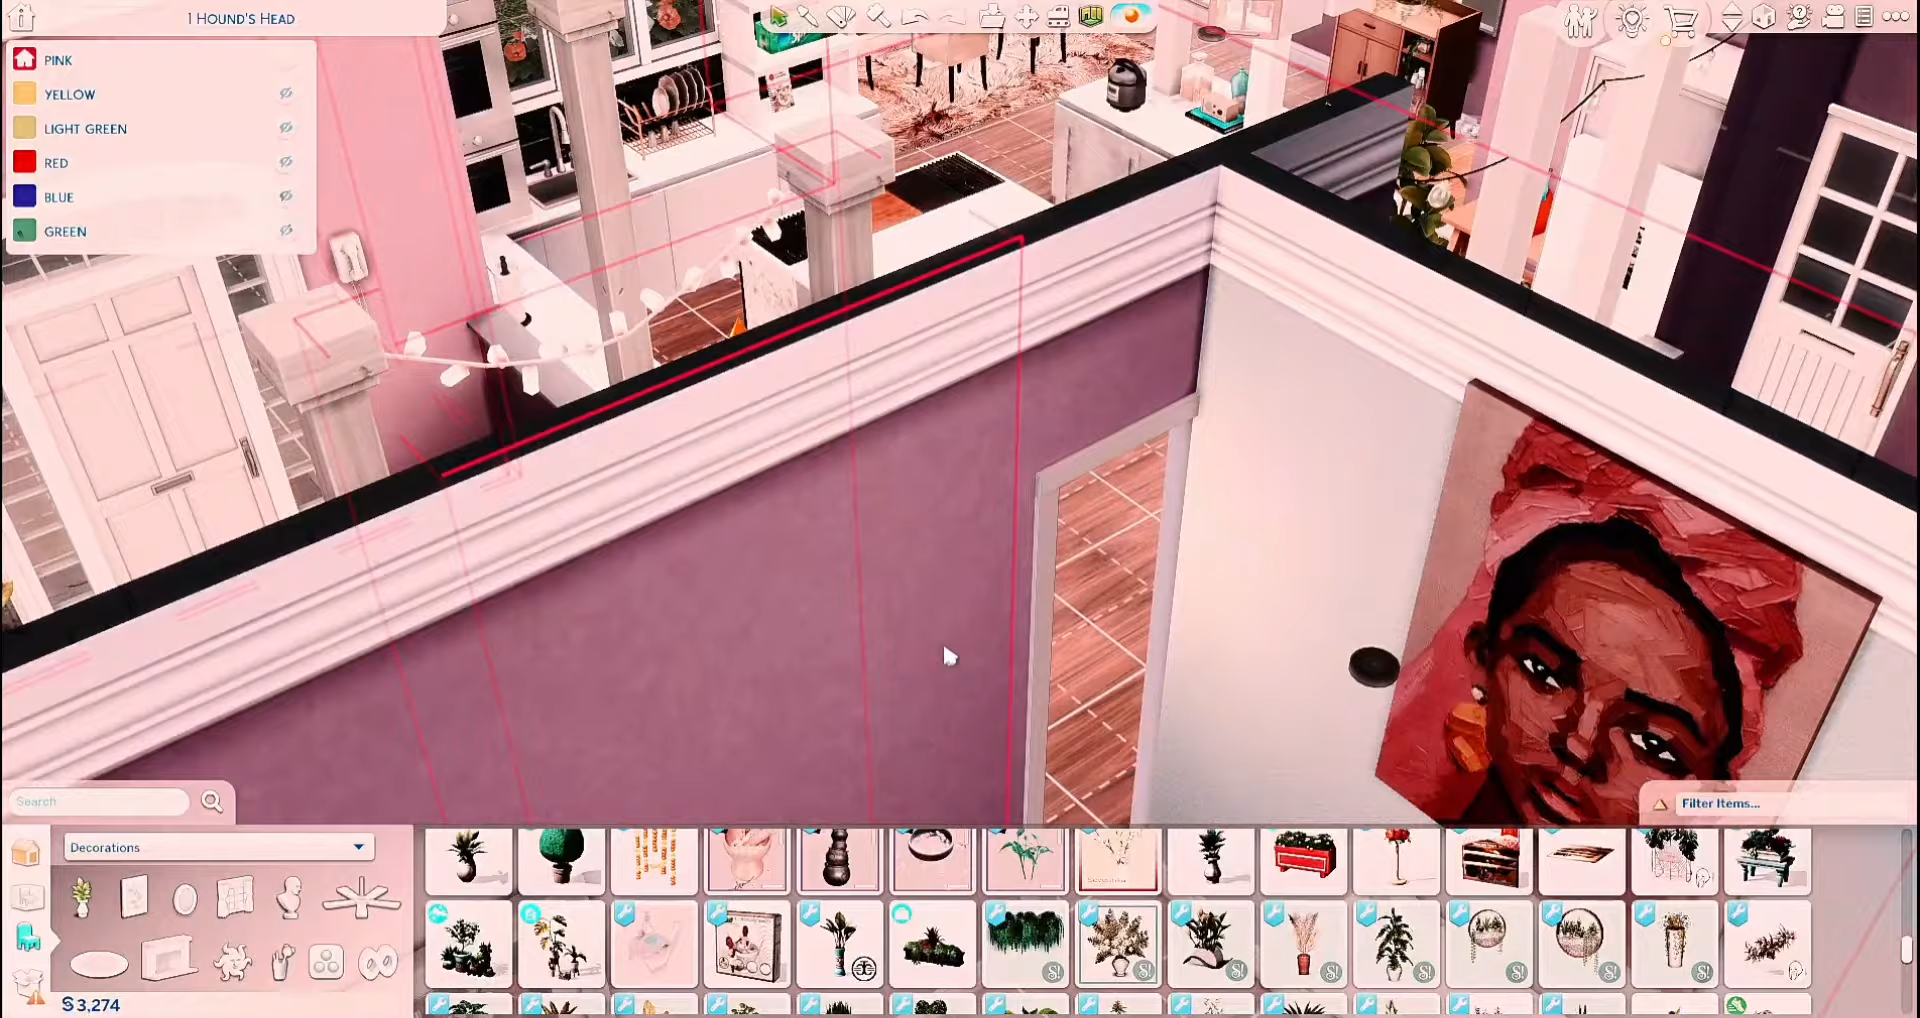 1 HOUND'S HEAD
PINK
YELLOW
LIGHT GREEN
RED
BLUE
GREEN
Search
Filter Items...
Decorations
§3,274